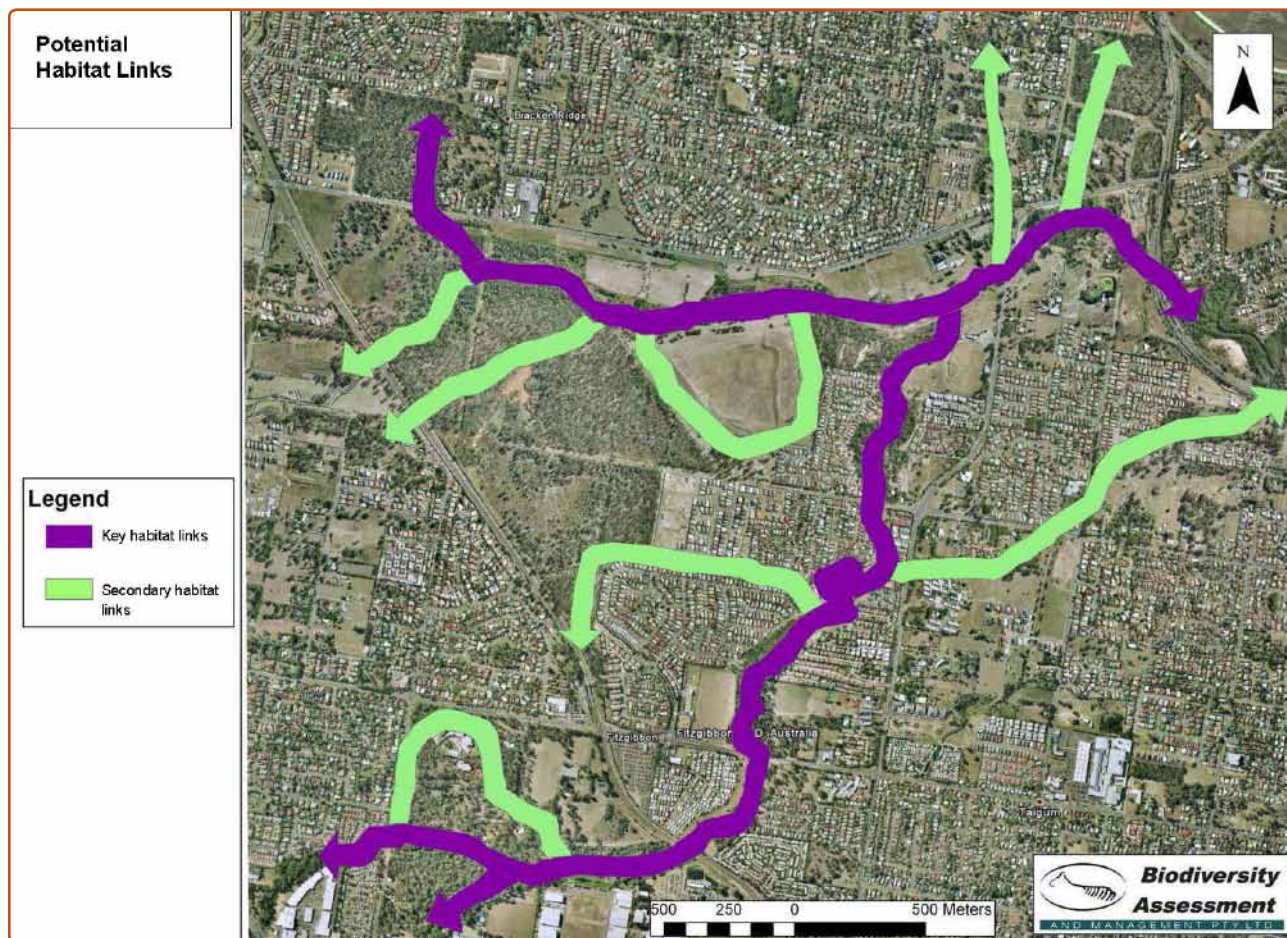 Potential
Habitat Links
N
Bracken Ridge
Legend
Key habitat links
Secondary habitat
links
Fitzgibbon
Fitzgibbon
D, Australia
Taigum
500 250 0 500 Meters
Biodiversity
Assessment
AND MANAGEMENT PTY LTD